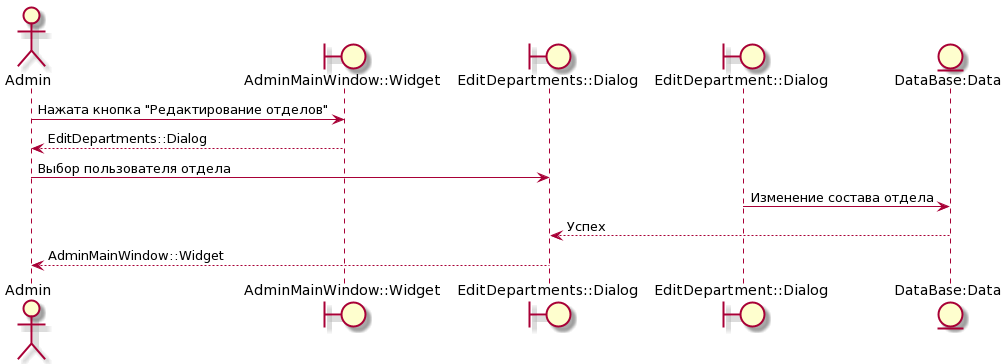 Admin
AdminMainWindow::Widget
EditDepartments::Dialog
EditDepartment::Dialog
DataBase:Data
Нажата кнопка "Редактирование отделов"
EditDepartments::Dialog
Выбор пользователя отдела
Изменение состава отдела
Успех
AdminMainWindow::Widget
Admin
AdminMainWindow::Widget
EditDepartments::Dialog
EditDepartment::Dialog
DataBase:Data